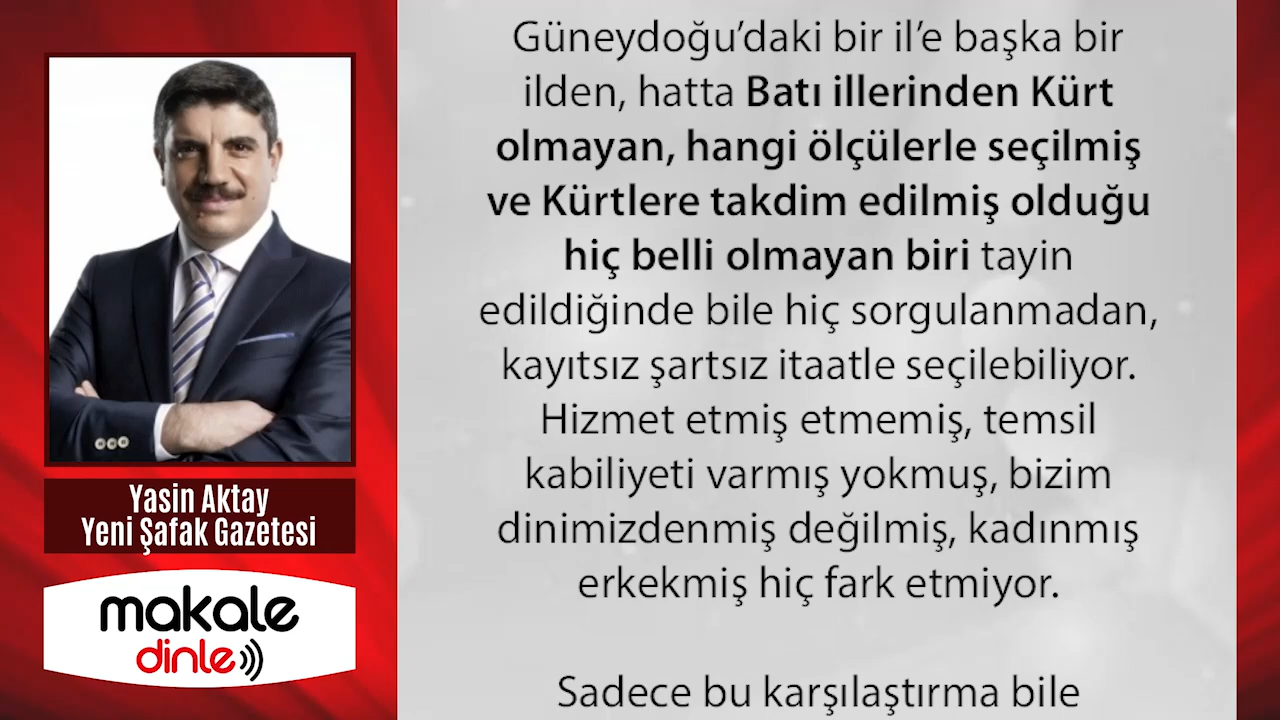 Güneydoğu’daki bir il’e başka bir
ilden, hatta Batı illerinden Kürt
olmayan, hangi ölçülerle seçilmiş
ve Kürtlere takdim edilmiş olduğu
hiç belli olmayan biri tayin
edildiğinde bile hiç sorgulanmadan,
kayıtsız şartsız itaatle seçilebiliyor.
Hizmet etmiş etmemiş, temsil
kabiliyeti varmış yokmuş, bizim
dinimizdenmiş değilmiş, kadınmış
erkekmiş hiç fark etmiyor.
Sadece bu karşılaştırma bile
Yasin Aktay
Yeni Şafak Gazetesi
makale
dinle